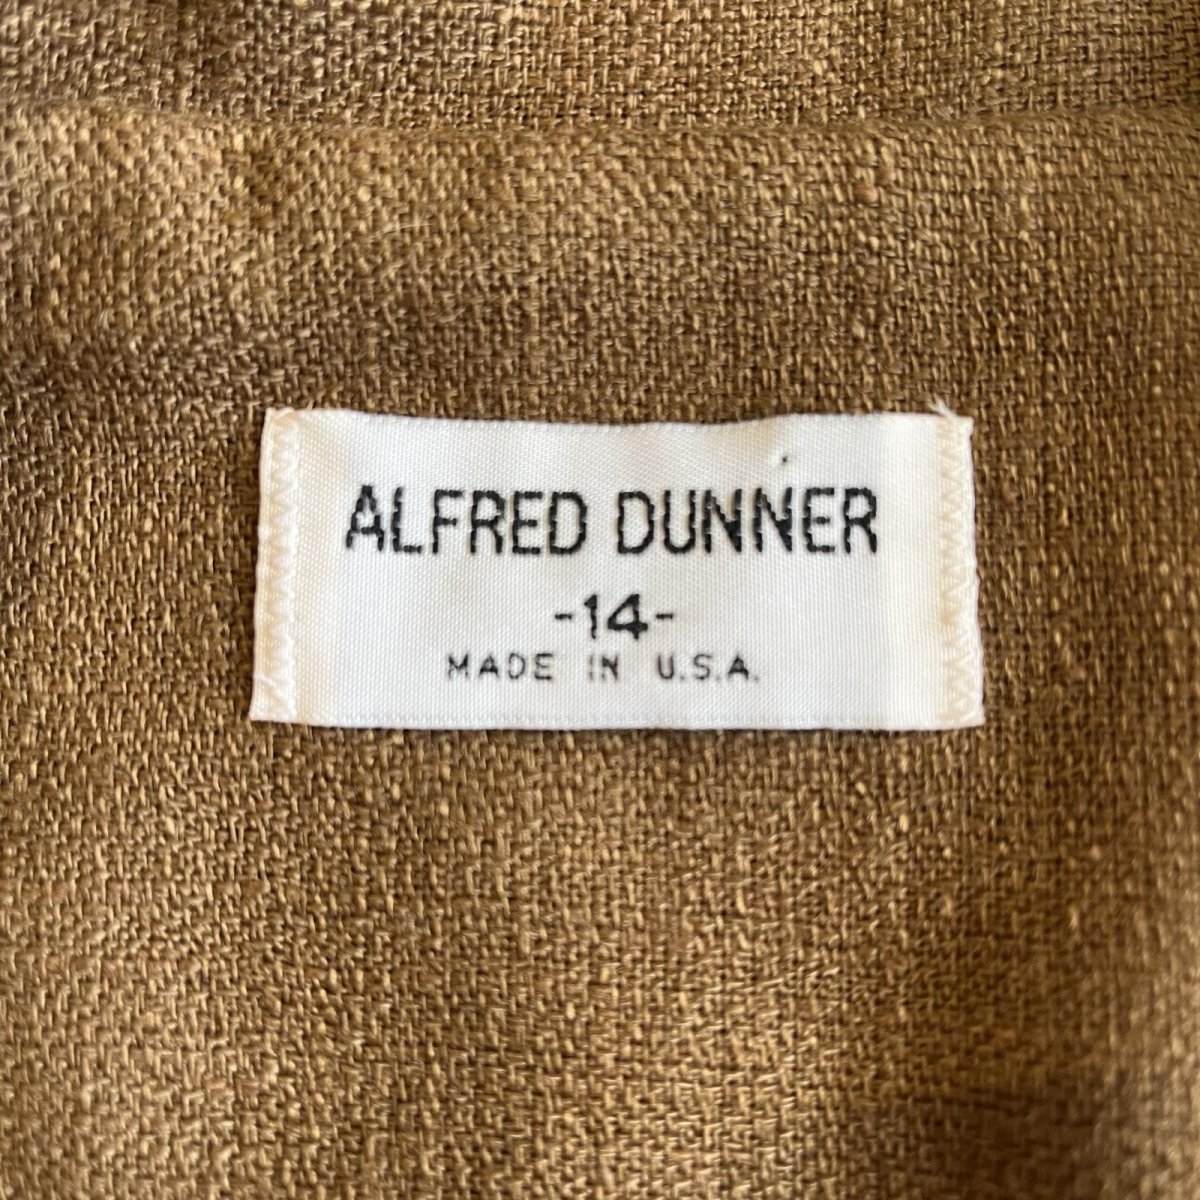 ALFRED DUNNER
-14-
MADE IN U.S.A.